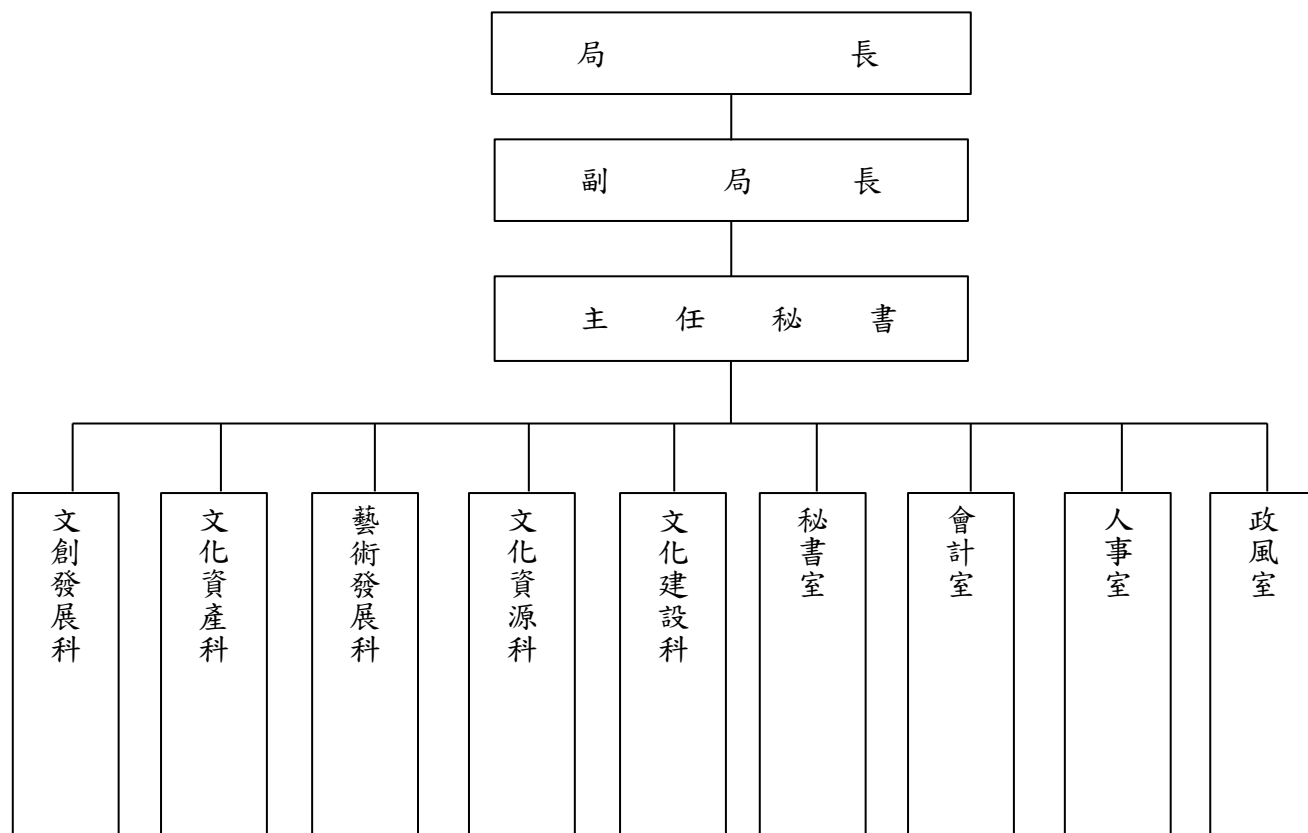 局長
副局長
主任秘書
文創發展科
文化資產科
藝術發展科
文化資源科
文化建設科
秘書室
會計室
人事室
政風室